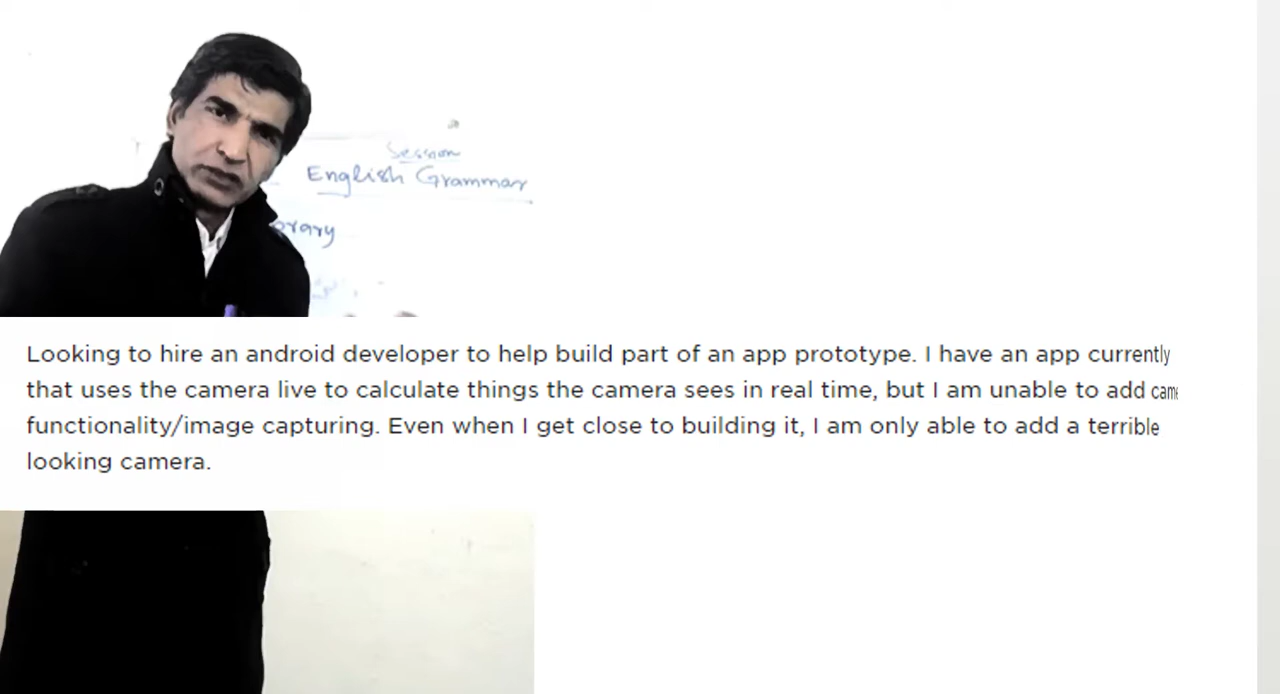 Session
English Grammar
brary
Looking to hire an android developer to help build part of an app prototype. I have an app currently
that uses the camera live to calculate things the camera sees in real time, but I am unable to add
functionality/image capturing. Even when I get close to building it, I am only able to add a terrible
looking camera.